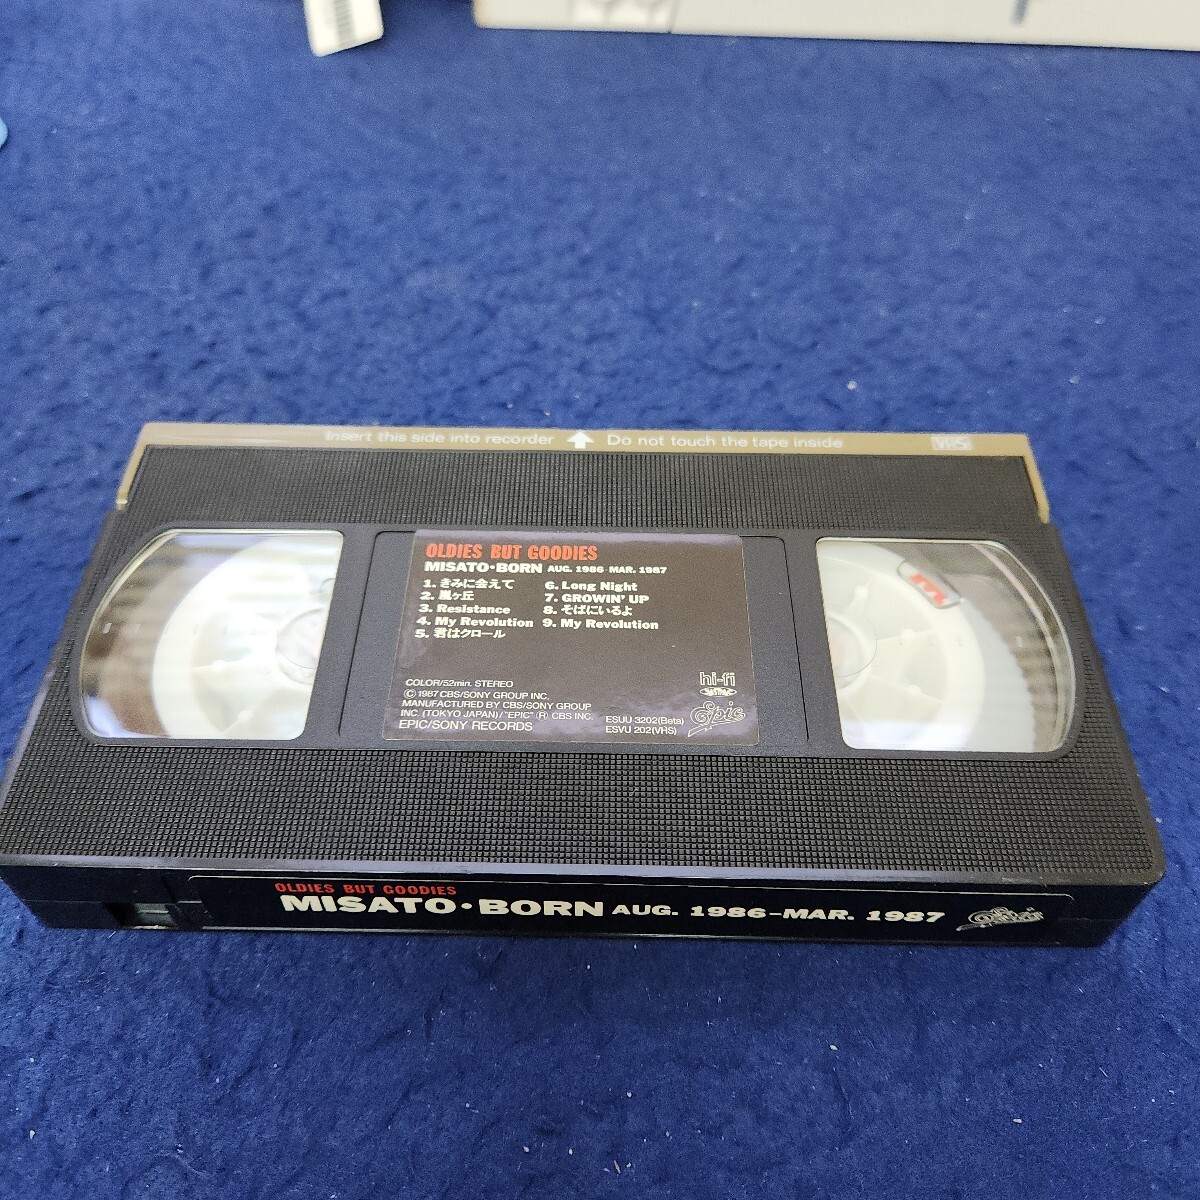 Insert this side into recorder ⇧ Do not touch the tape inside VHS
OLDIES BUT GOODIES
MISATO・BORN AUG. 1986-MAR. 1987
1. きみに会えて
2. 嵐ヶ丘
3. Resistance
4. My Revolution
5. 君はクロール
6. Long Night
7. GROWIN' UP
8. そばにいるよ
9. My Revolution
COLOR/52min. STEREO
Ⓒ 1987 CBS/SONY GROUP INC.
MANUFACTURED BY CBS/SONY GROUP
INC. (TOKYO JAPAN)/"EPIC" Ⓡ CBS INC.
EPIC/SONY RECORDS
hi-fi
Epic
ESUU 3202(Beta)
ESVU 202(VHS)
OLDIES BUT GOODIES
MISATO・BORN AUG. 1986-MAR. 1987